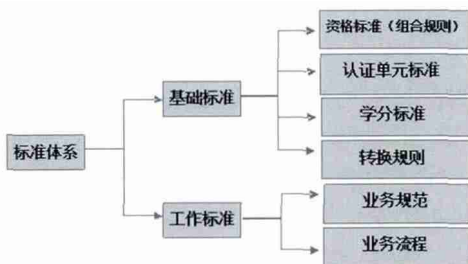 标准体系
基础标准
资格标准（组合规则）
认证单元标准
学分标准
转换规则
工作标准
业务规范
业务流程